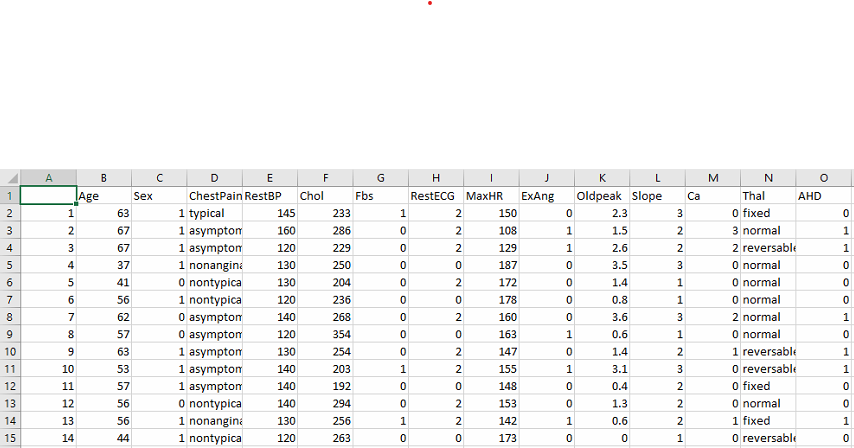 A B C D E F G H I J K L M N O
1 Age Sex ChestPain RestBP Chol Fbs RestECG MaxHR ExAng Oldpeak Slope Ca Thal AHD
2 1 63 1 typical 145 233 1 2 150 0 2.3 3 0 fixed 0
3 2 67 1 asymptom 160 286 0 2 108 1 1.5 2 3 normal 1
4 3 67 1 asymptom 120 229 0 2 129 1 2.6 2 2 reversable 1
5 4 37 1 nonangina 130 250 0 0 187 0 3.5 3 0 normal 0
6 5 41 0 nontypica 130 204 0 2 172 0 1.4 1 0 normal 0
7 6 56 1 nontypica 120 236 0 0 178 0 0.8 1 0 normal 0
8 7 62 0 asymptom 140 268 0 2 160 0 3.6 3 2 normal 1
9 8 57 0 asymptom 120 354 0 0 163 1 0.6 1 0 normal 0
10 9 63 1 asymptom 130 254 0 2 147 0 1.4 2 1 reversable 1
11 10 53 1 asymptom 140 203 1 2 155 1 3.1 3 0 reversable 1
12 11 57 1 asymptom 140 192 0 0 148 0 0.4 2 0 fixed 0
13 12 56 0 nontypica 140 294 0 2 153 0 1.3 2 0 normal 0
14 13 56 1 nonangina 130 256 1 2 142 1 0.6 2 1 fixed 1
15 14 44 1 nontypica 120 263 0 0 173 0 0 1 0 reversable 0